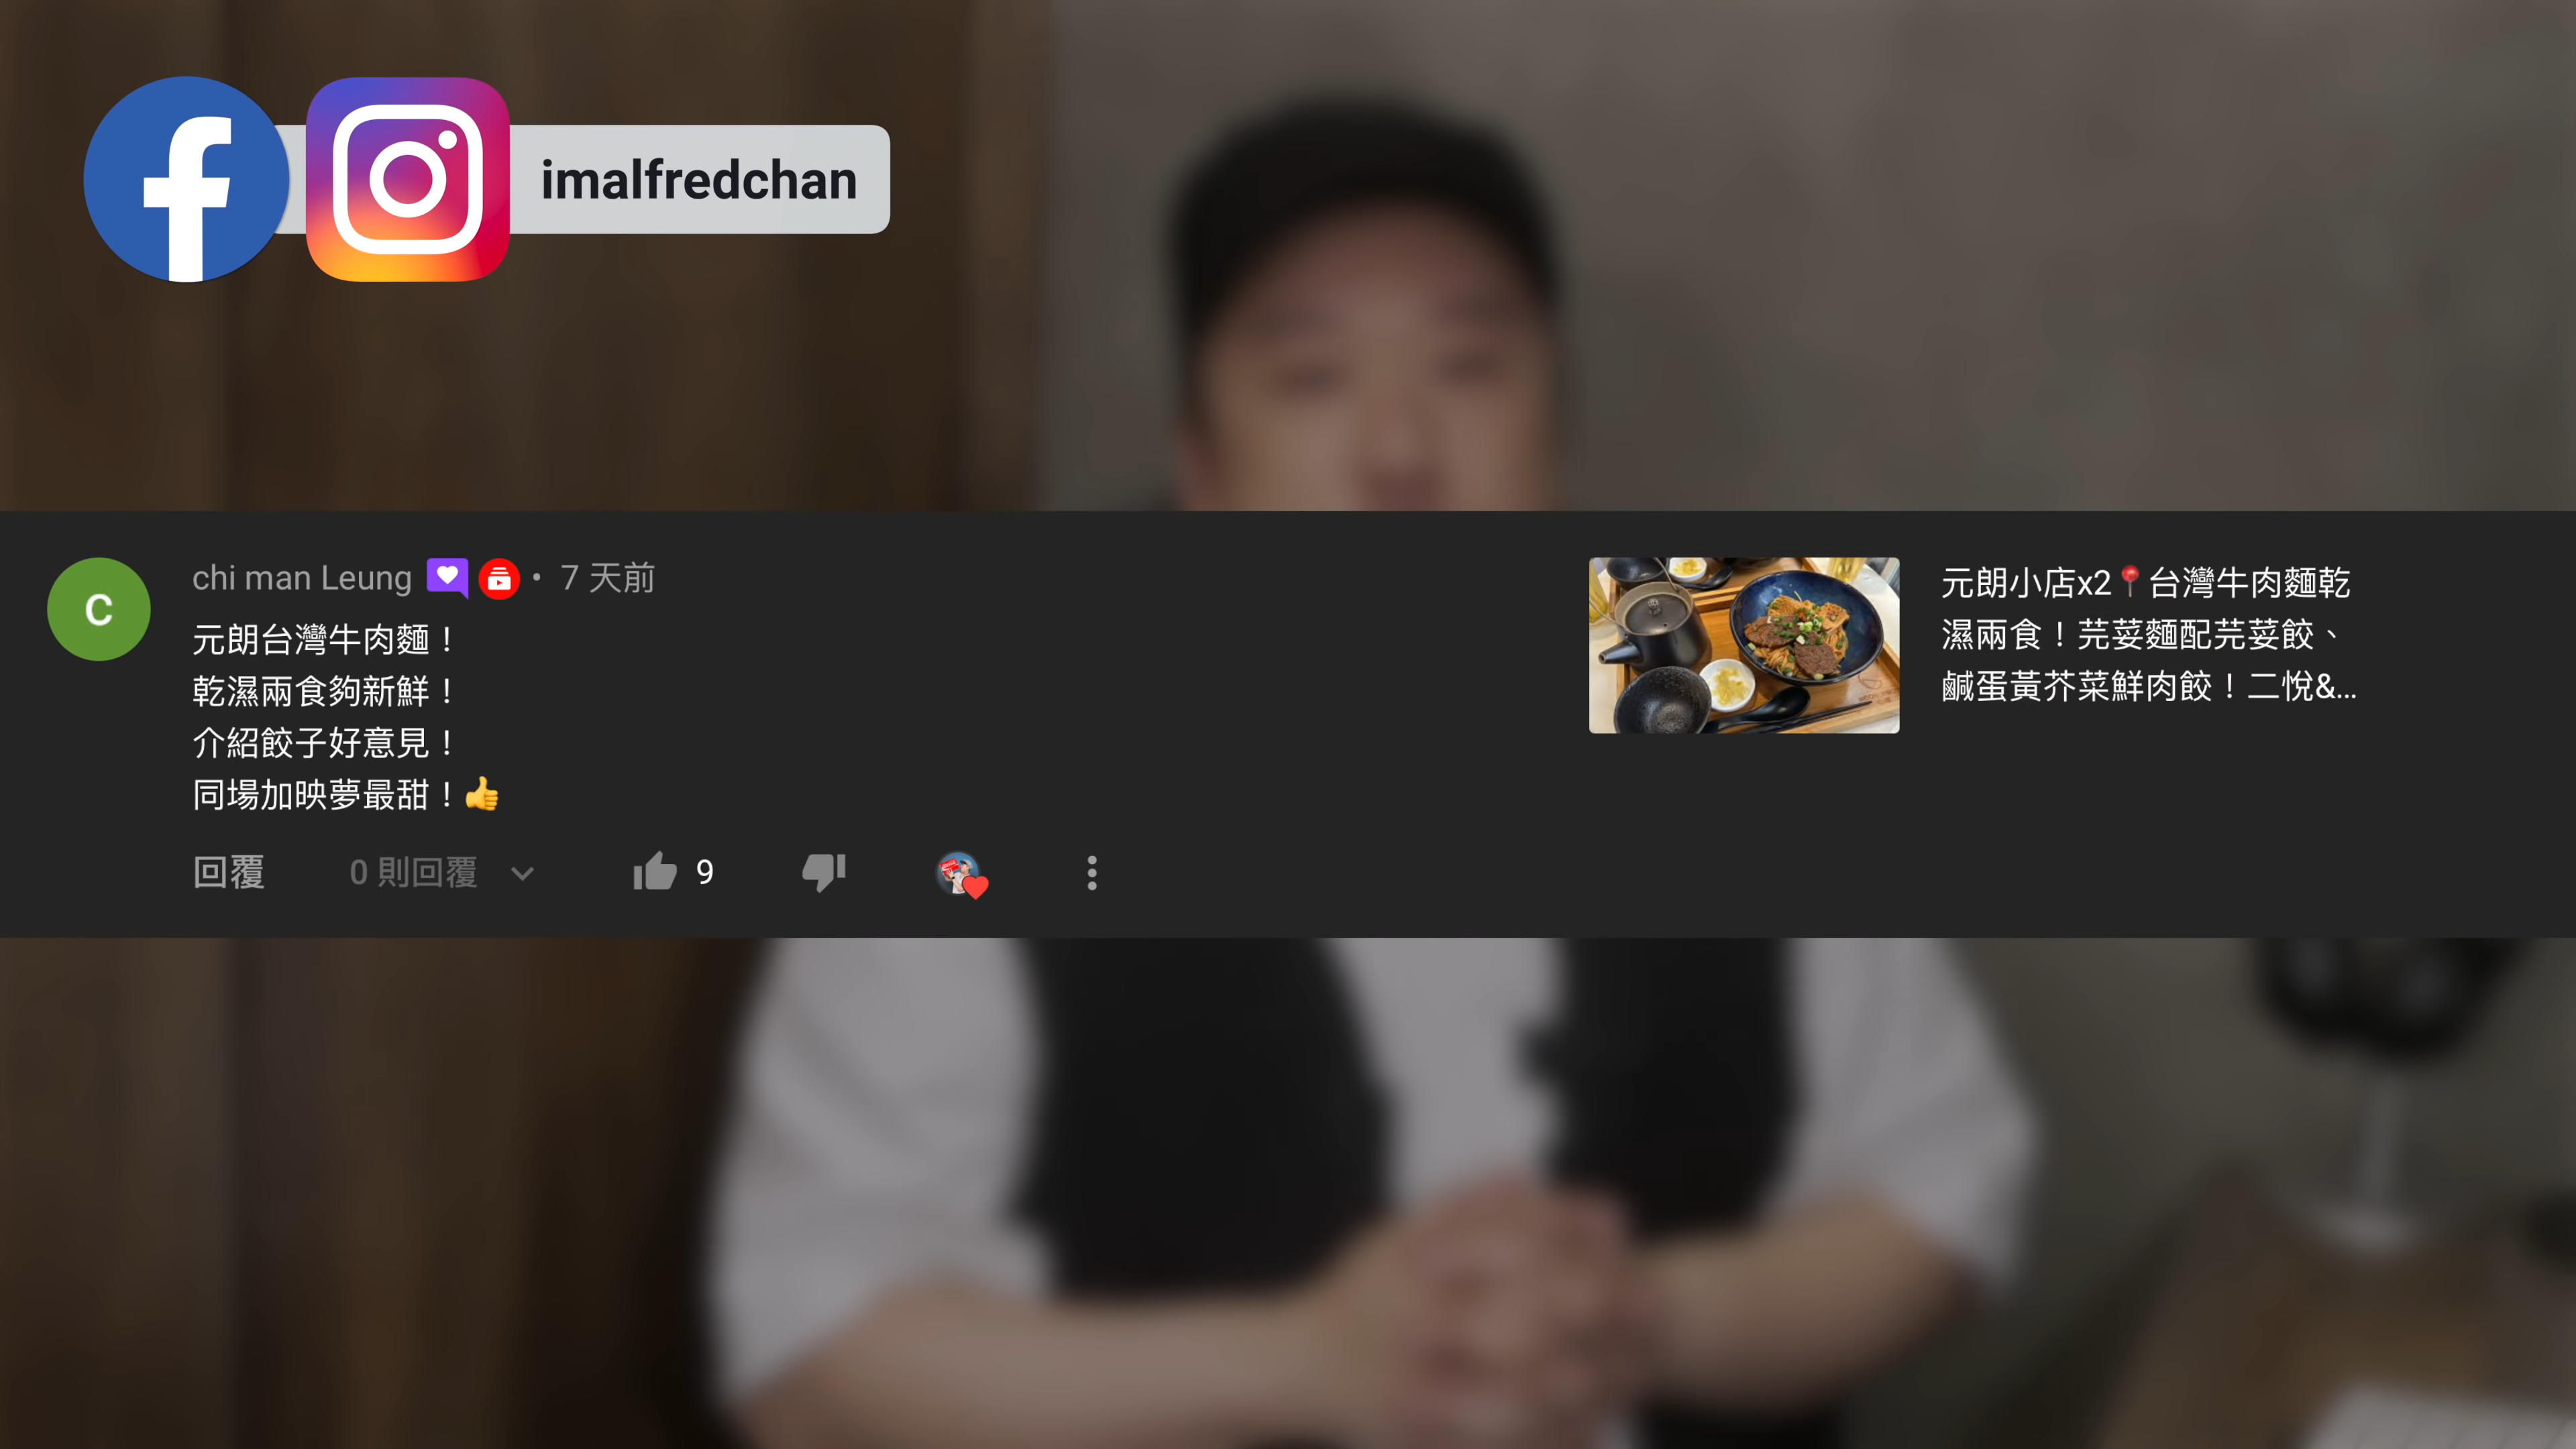 imalfredchan
chi man Leung • 7 天前
元朗台灣牛肉麵！
乾濕兩食夠新鮮！
介紹餃子好意見！
同場加映夢最甜！👍
回覆 0 則回覆 9
元朗小店x2📍台灣牛肉麵乾
濕兩食！芫荽麵配芫荽餃、
鹹蛋黃芥菜鮮肉餃！二悅&...